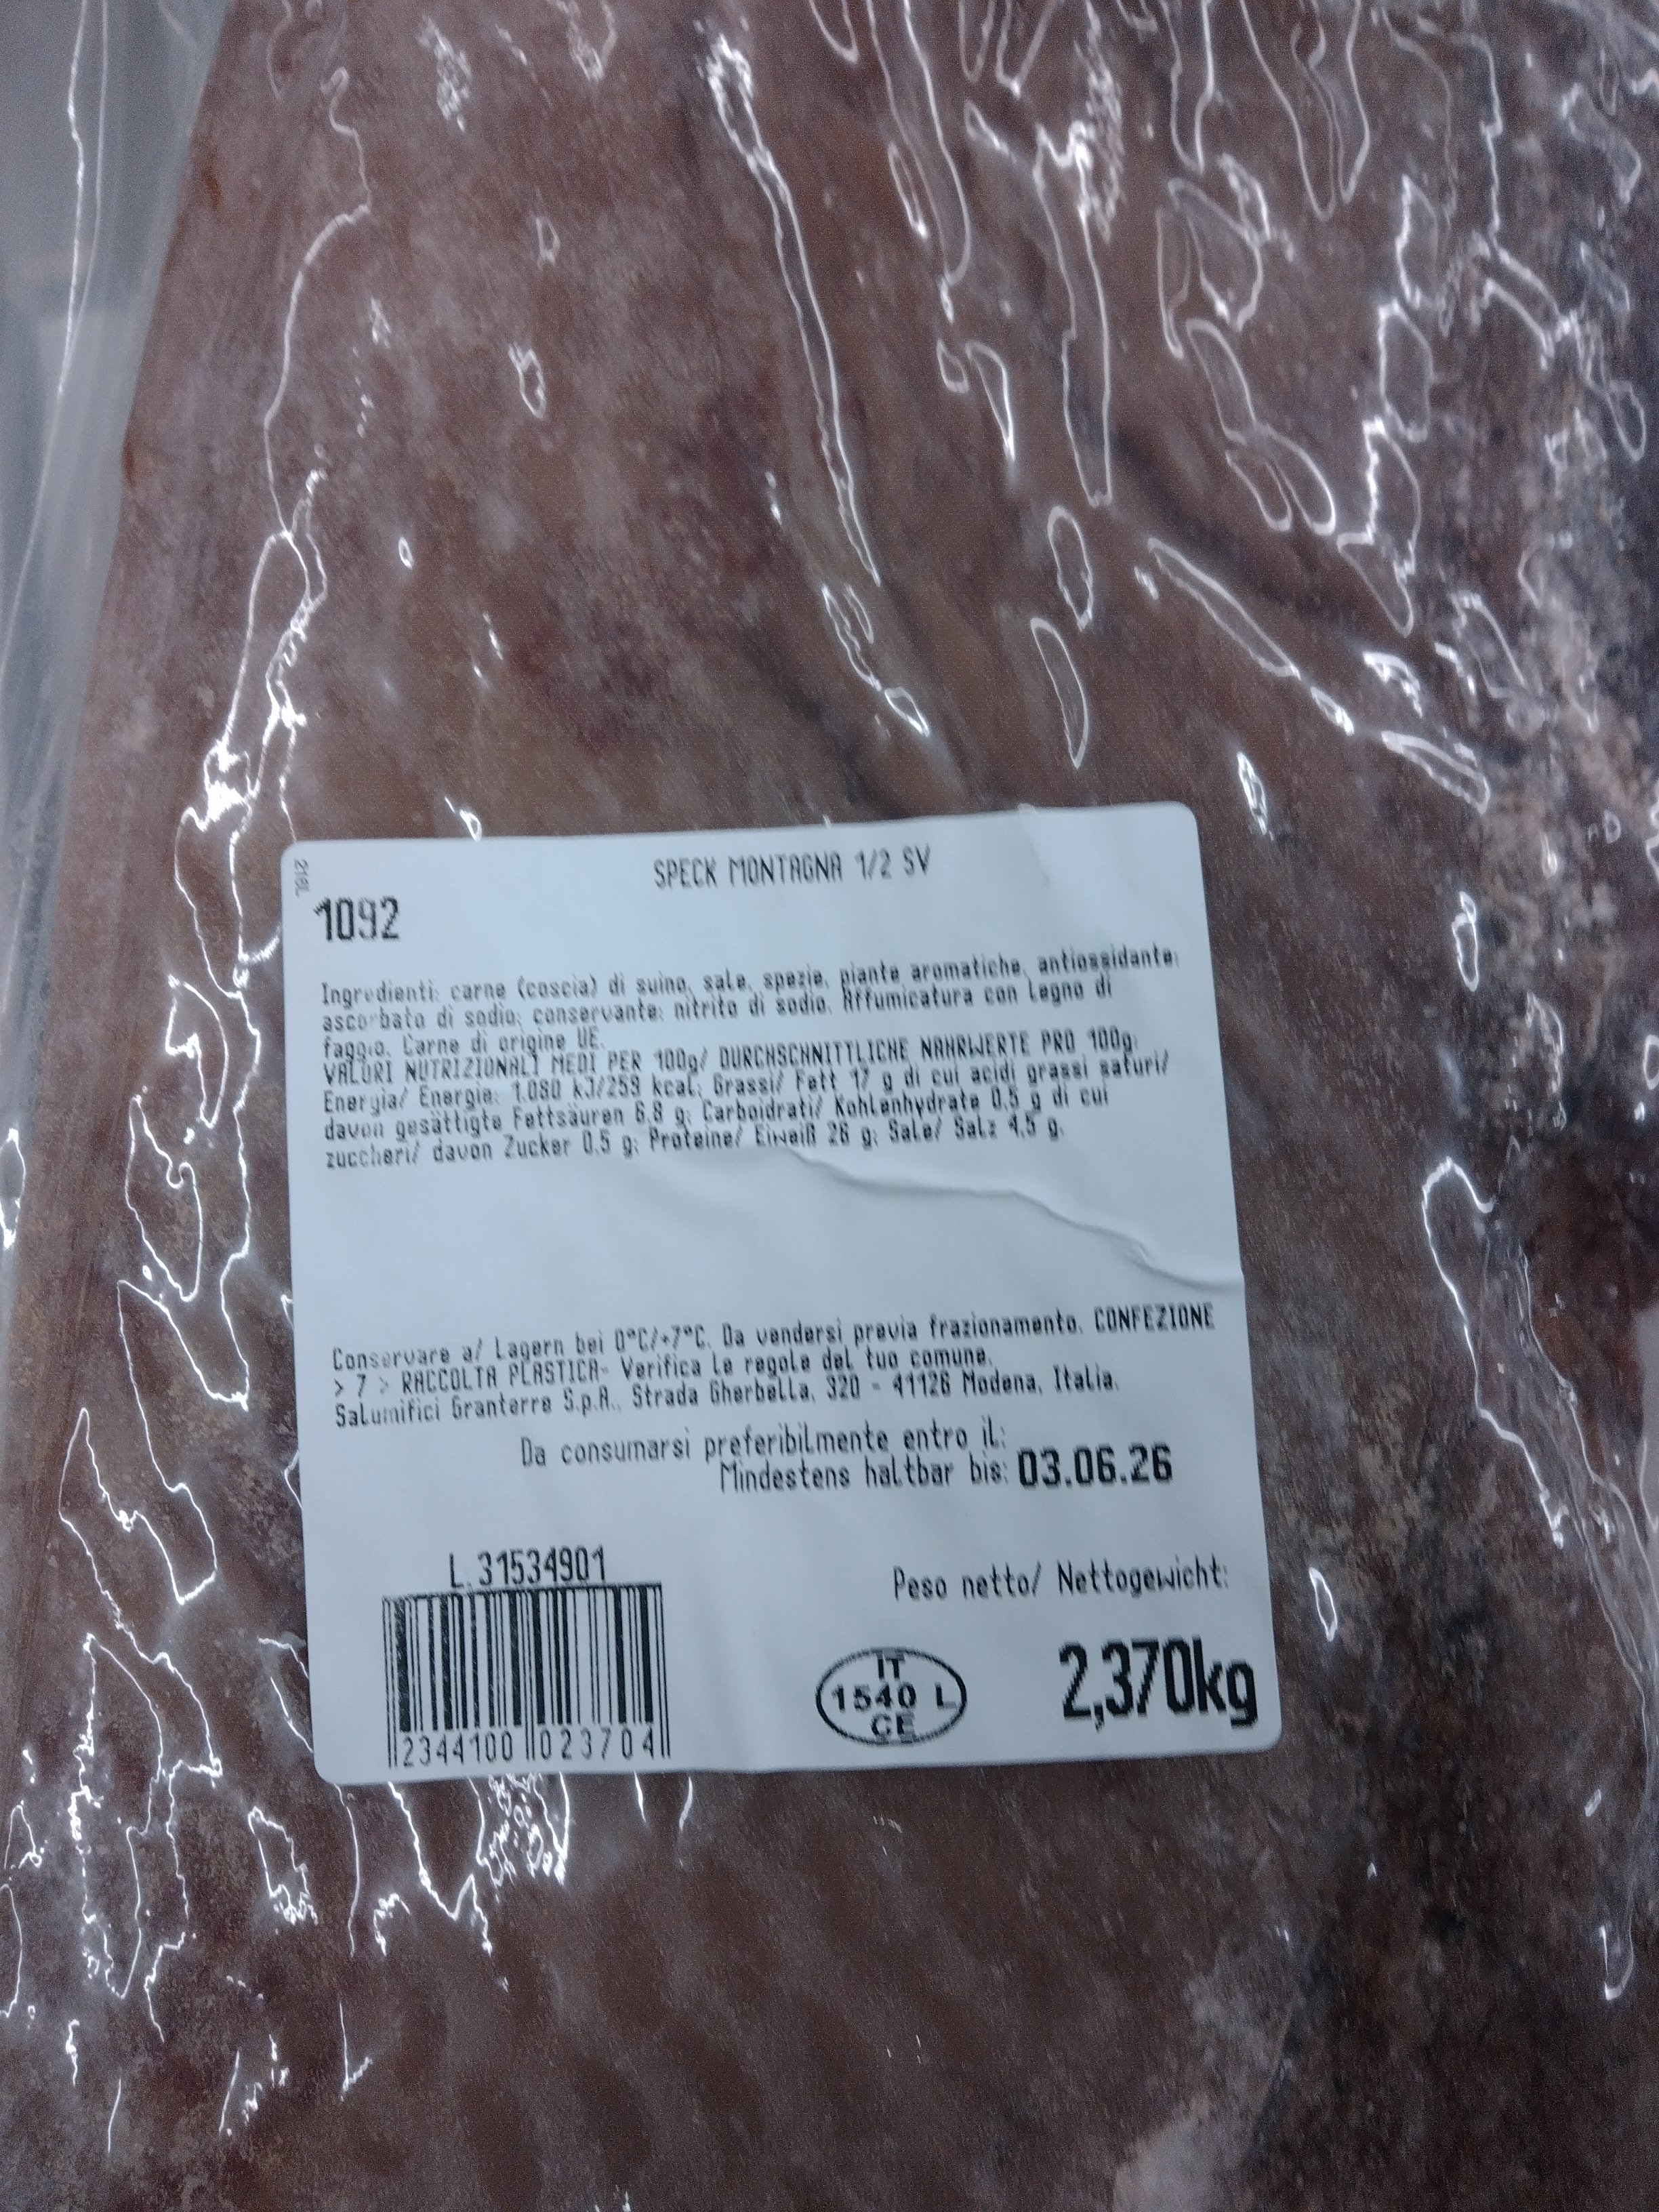 SPECK MONTAGNA 1/2 SV
216L
1092
Ingredienti: carne (coscia) di suino, sale, spezie, piante aromatiche, antiossidante:
ascorbato di sodio; conservante: nitrito di sodio. Affumicatura con legno di
faggio. Carne di origine UE.
VALORI NUTRIZIONALI MEDI PER 100g/ DURCHSCHNITTLICHE NAHRWERTE PRO 100g:
Energia/ Energie: 1.080 kJ/259 kcal; Grassi/ Fett 17 g di cui acidi grassi saturi/
davon gesättigte Fettsäuren 6.8 g; Carboidrati/ Kohlenhydrate 0.5 g di cui
zuccheri/ davon Zucker 0.5 g; Proteine/ Eiweiß 26 g; Sale/ Salz 4,5 g.
Conservare a/ Lagern bei 0°C/+7°C. Da vendersi previa frazionamento. CONFEZIONE
> 7 > RACCOLTA PLASTICA- Verifica le regole del tuo comune.
Salumifici Granterre S.p.A., Strada Gherbella, 320 - 41126 Modena, Italia.
Da consumarsi preferibilmente entro il:
Mindestens haltbar bis: 03.06.26
L.31534901
Peso netto/ Nettogewicht:
2,370kg
IT
1540 L
CE
2344100 023704